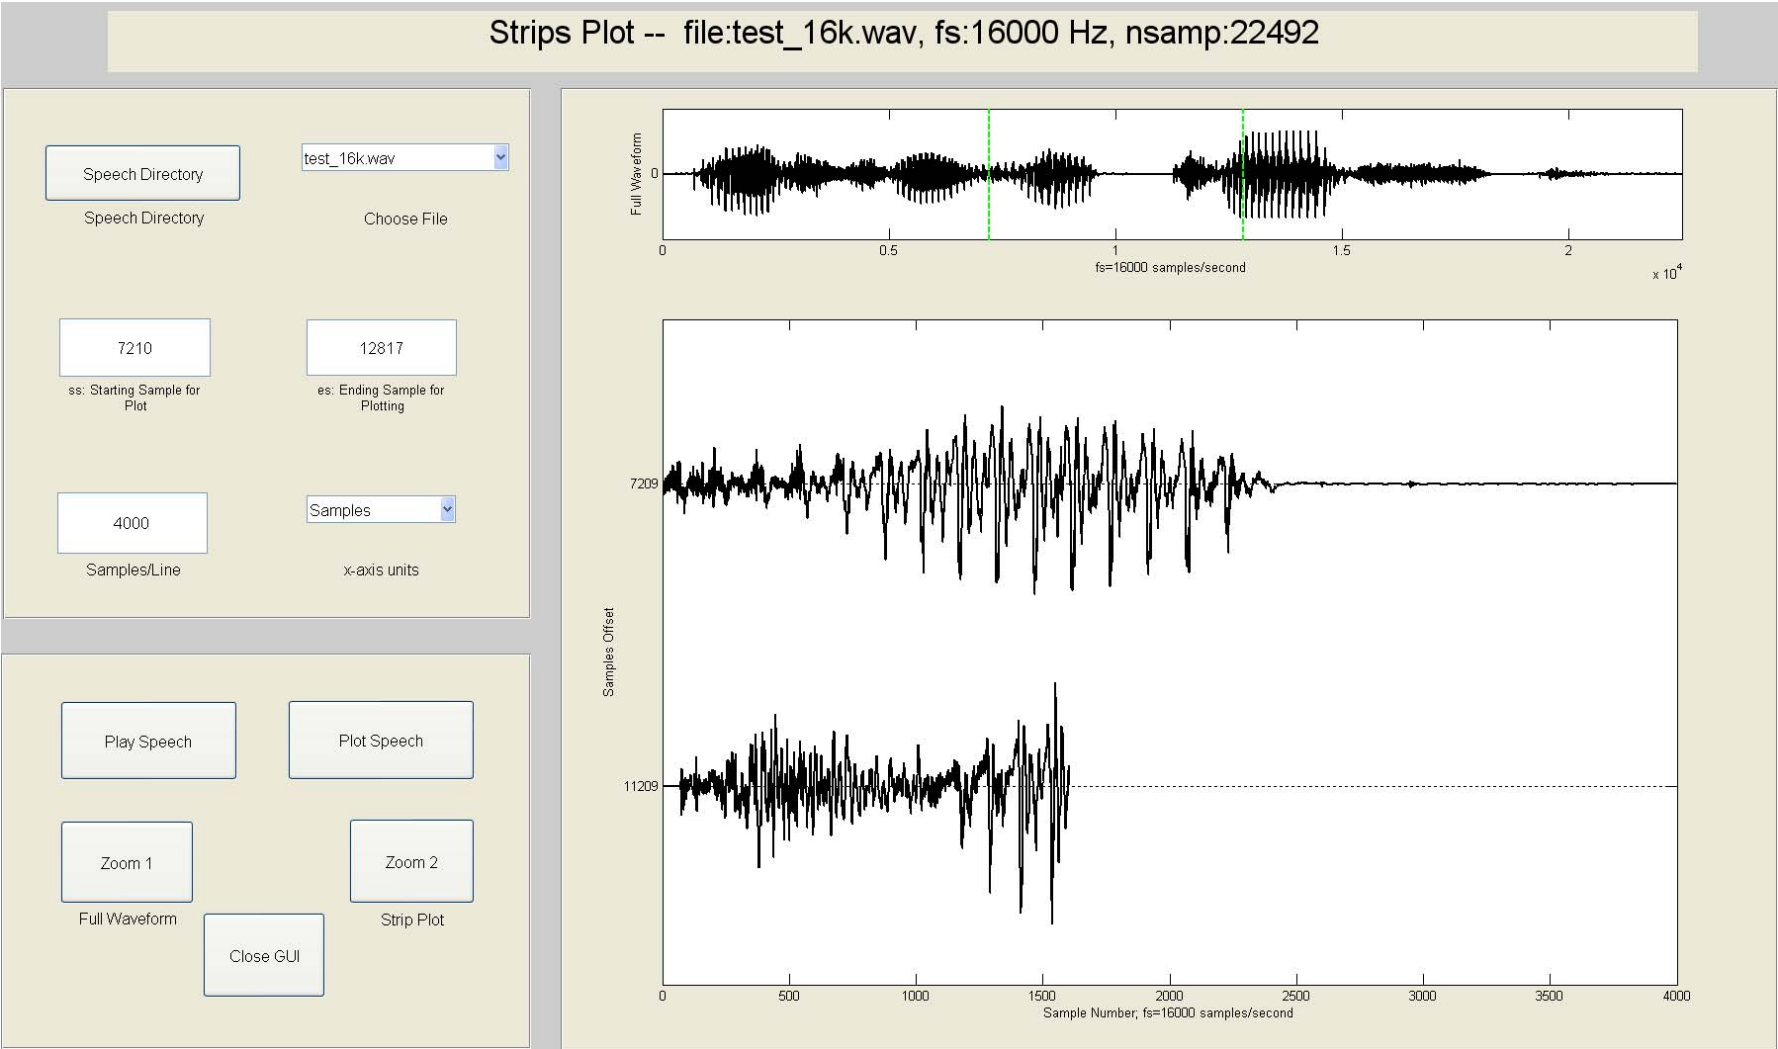 Strips Plot -- file:test_16k.wav, fs:16000 Hz, nsamp:22492
Speech Directory
Speech Directory
test_16k.wav
Choose File
7210
ss: Starting Sample for
Plot
12817
es: Ending Sample for
Plotting
4000
Samples/Line
Samples
x-axis units
Play Speech
Plot Speech
Zoom 1
Full Waveform
Zoom 2
Strip Plot
Close GUI
Full Waveform
0
0 0.5 1 1.5 2
x 10^4
fs=16000 samples/second
Samples Offset
7209
11209
0 500 1000 1500 2000 2500 3000 3500 4000
Sample Number; fs=16000 samples/second